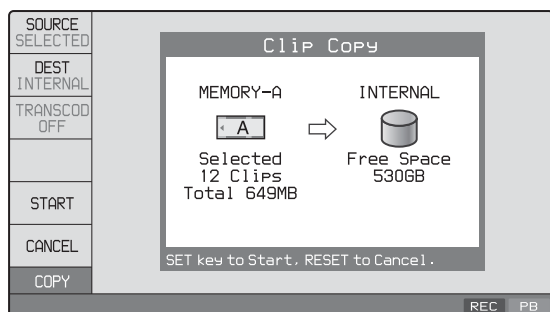 SOURCE
SELECTED
DEST
INTERNAL
TRANSCOD
OFF
START
CANCEL
COPY
Clip Copy
MEMORY-A
INTERNAL
A
Selected
12 Clips
Total 649MB
Free Space
530GB
SET key to Start, RESET to Cancel.
REC
PB